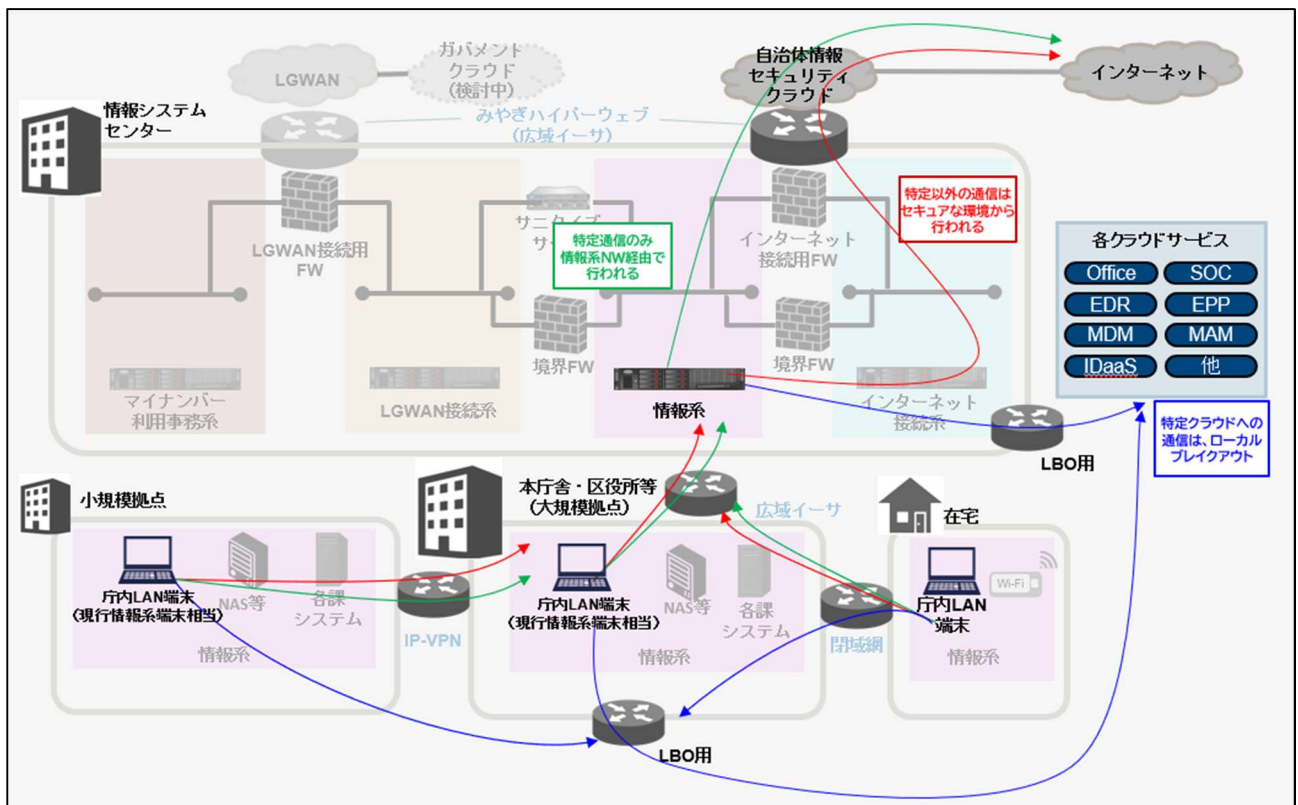 LGWAN
ガバメント
クラウド
(検討中)
自治体情報
セキュリティ
クラウド
インターネット
情報システム
センター
みやぎハイパーウェブ
(広域イーサ)
LGWAN接続用
FW
サニタイズ
サ
特定通信のみ
情報系NW経由で
行われる
インターネット
接続用FW
特定以外の通信は
セキュアな環境から
行われる
各クラウドサービス
Office
SOC
EDR
EPP
MDM
MAM
IDaaS
他
境界FW
境界FW
マイナンバー
利用事務系
LGWAN接続系
情報系
インターネット
接続系
LBO用
特定クラウドへの
通信は、ローカル
ブレイクアウト
小規模拠点
本庁舎・区役所等
(大規模拠点)
広域イーサ
在宅
庁内LAN端末
(現行情報系端末相当)
NAS等
各課
システム
情報系
IP-VPN
庁内LAN端末
(現行情報系端末相当)
NAS等
各課
システム
情報系
閉域網
Wi-Fi
庁内LAN
端末
情報系
LBO用